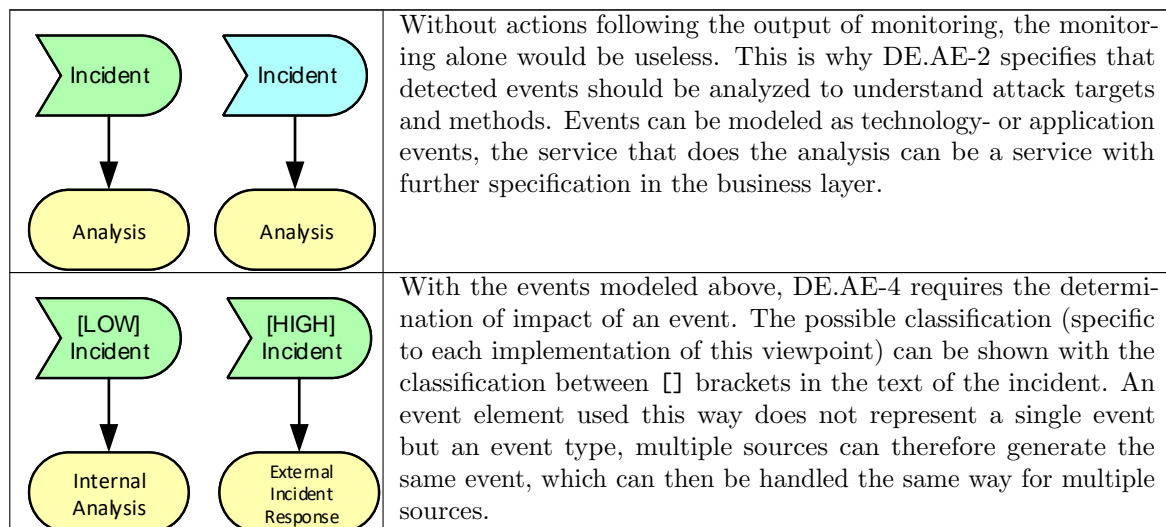 Incident
Incident
Analysis
Analysis
Without actions following the output of monitoring, the monitor-
ing alone would be useless. This is why DE.AE-2 specifies that
detected events should be analyzed to understand attack targets
and methods. Events can be modeled as technology- or application
events, the service that does the analysis can be a service with
further specification in the business layer.
[LOW]
Incident
[HIGH]
Incident
Internal
Analysis
External
Incident
Response
With the events modeled above, DE.AE-4 requires the determi-
nation of impact of an event. The possible classification (specific
to each implementation of this viewpoint) can be shown with the
classification between [] brackets in the text of the incident. An
event element used this way does not represent a single event
but an event type, multiple sources can therefore generate the
same event, which can then be handled the same way for multiple
sources.